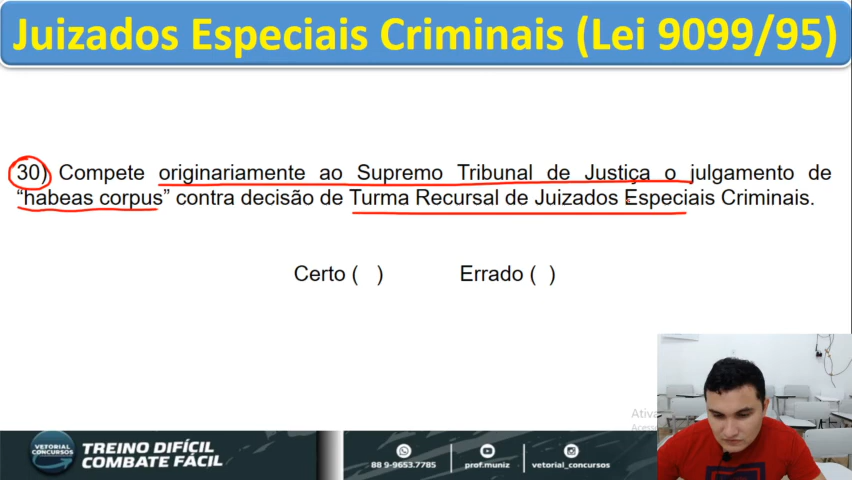 Juizados Especiais Criminais (Lei 9099/95)
30) Compete originariamente ao Supremo Tribunal de Justiça o julgamento de
“habeas corpus” contra decisão de Turma Recursal de Juizados Especiais Criminais.
Certo (   )          Errado (  )
Ativa
Acesse
VETORIAL
CONCURSOS
TREINO DIFÍCIL
COMBATE FÁCIL
88 9-9653.7785
prof.muniz
vetorial_concursos